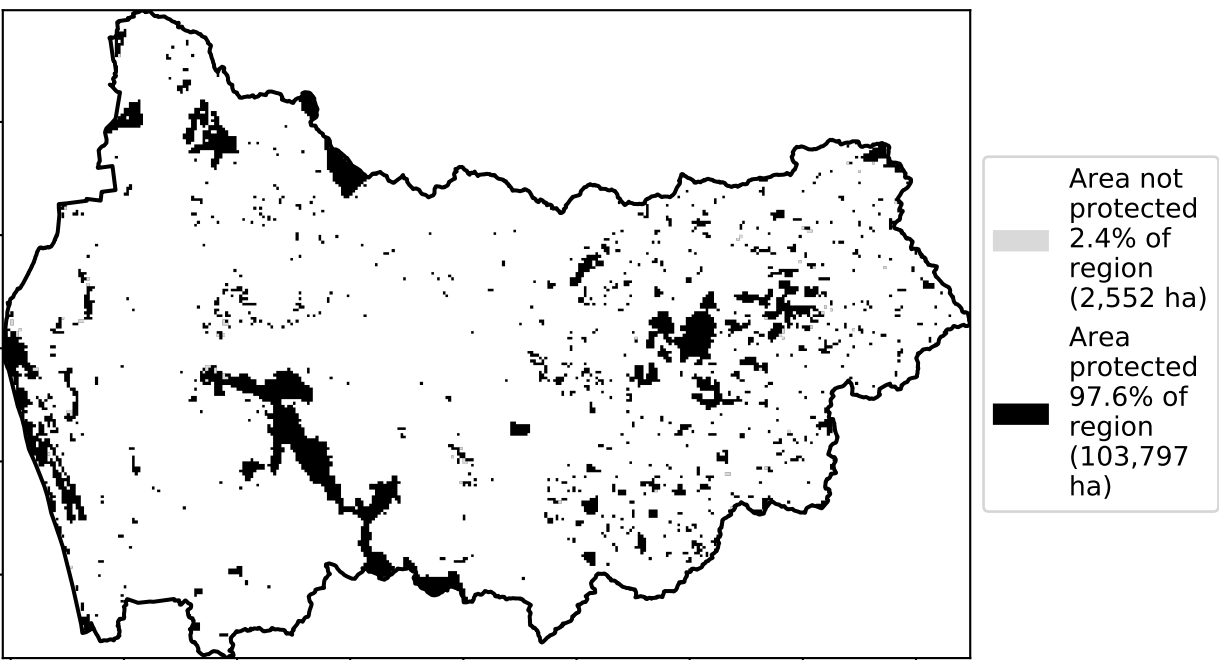 Area not
protected
2.4% of
region
(2,552 ha)
Area
protected
97.6% of
region
(103,797
ha)